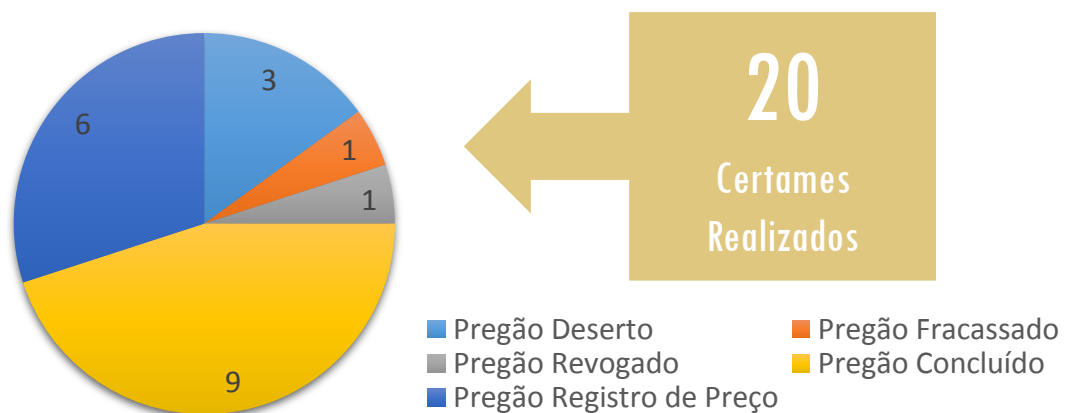 3
1
1
9
6
20
Certames
Realizados
Pregão Deserto
Pregão Fracassado
Pregão Revogado
Pregão Concluído
Pregão Registro de Preço